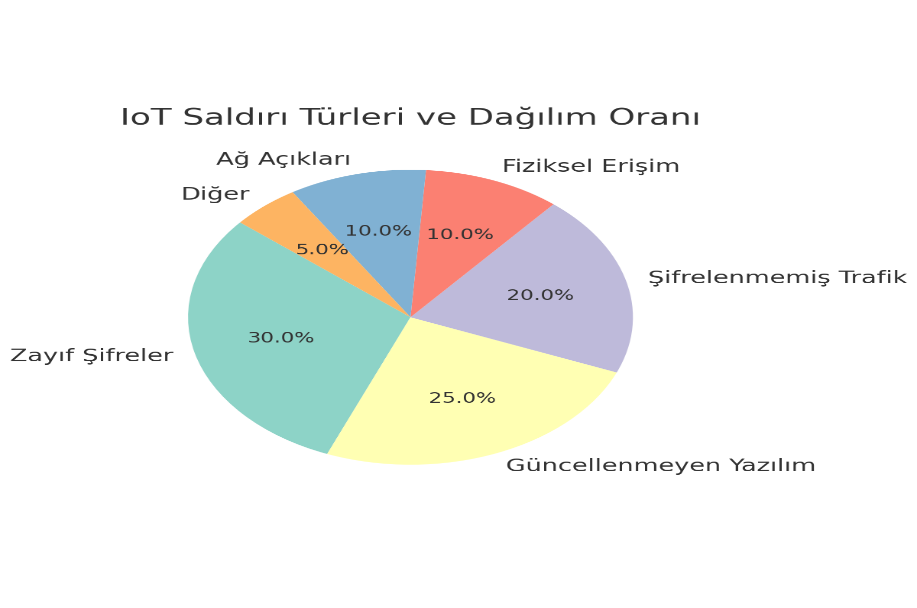 IoT Saldırı Türleri ve Dağılım Oranı
Ağ Açıkları
Fiziksel Erişim
Diğer
10.0%
10.0%
5.0%
Şifrelenmemiş Trafik
20.0%
30.0%
Zayıf Şifreler
25.0%
Güncellenmeyen Yazılım